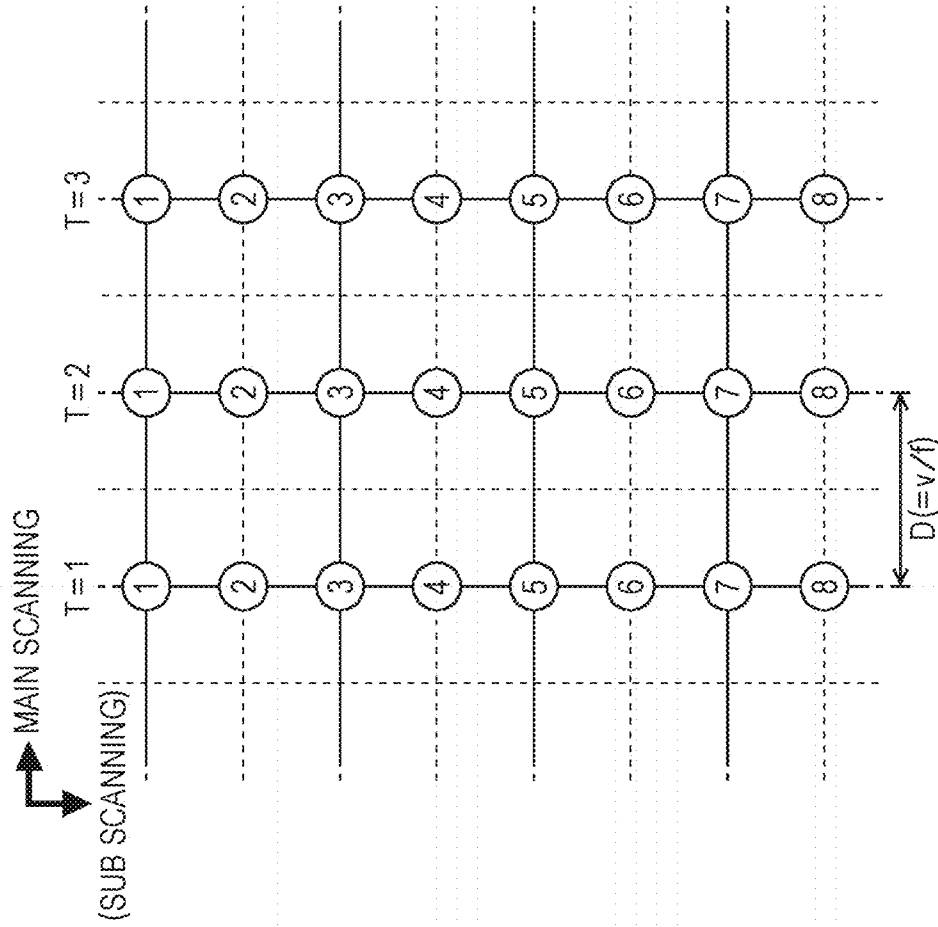 MAIN SCANNING
(SUB SCANNING)
T=1
T=2
T=3
1 1 1
2 2 2
3 3 3
4 4 4
5 5 5
6 6 6
7 7 7
8 8 8
D(=v/f)